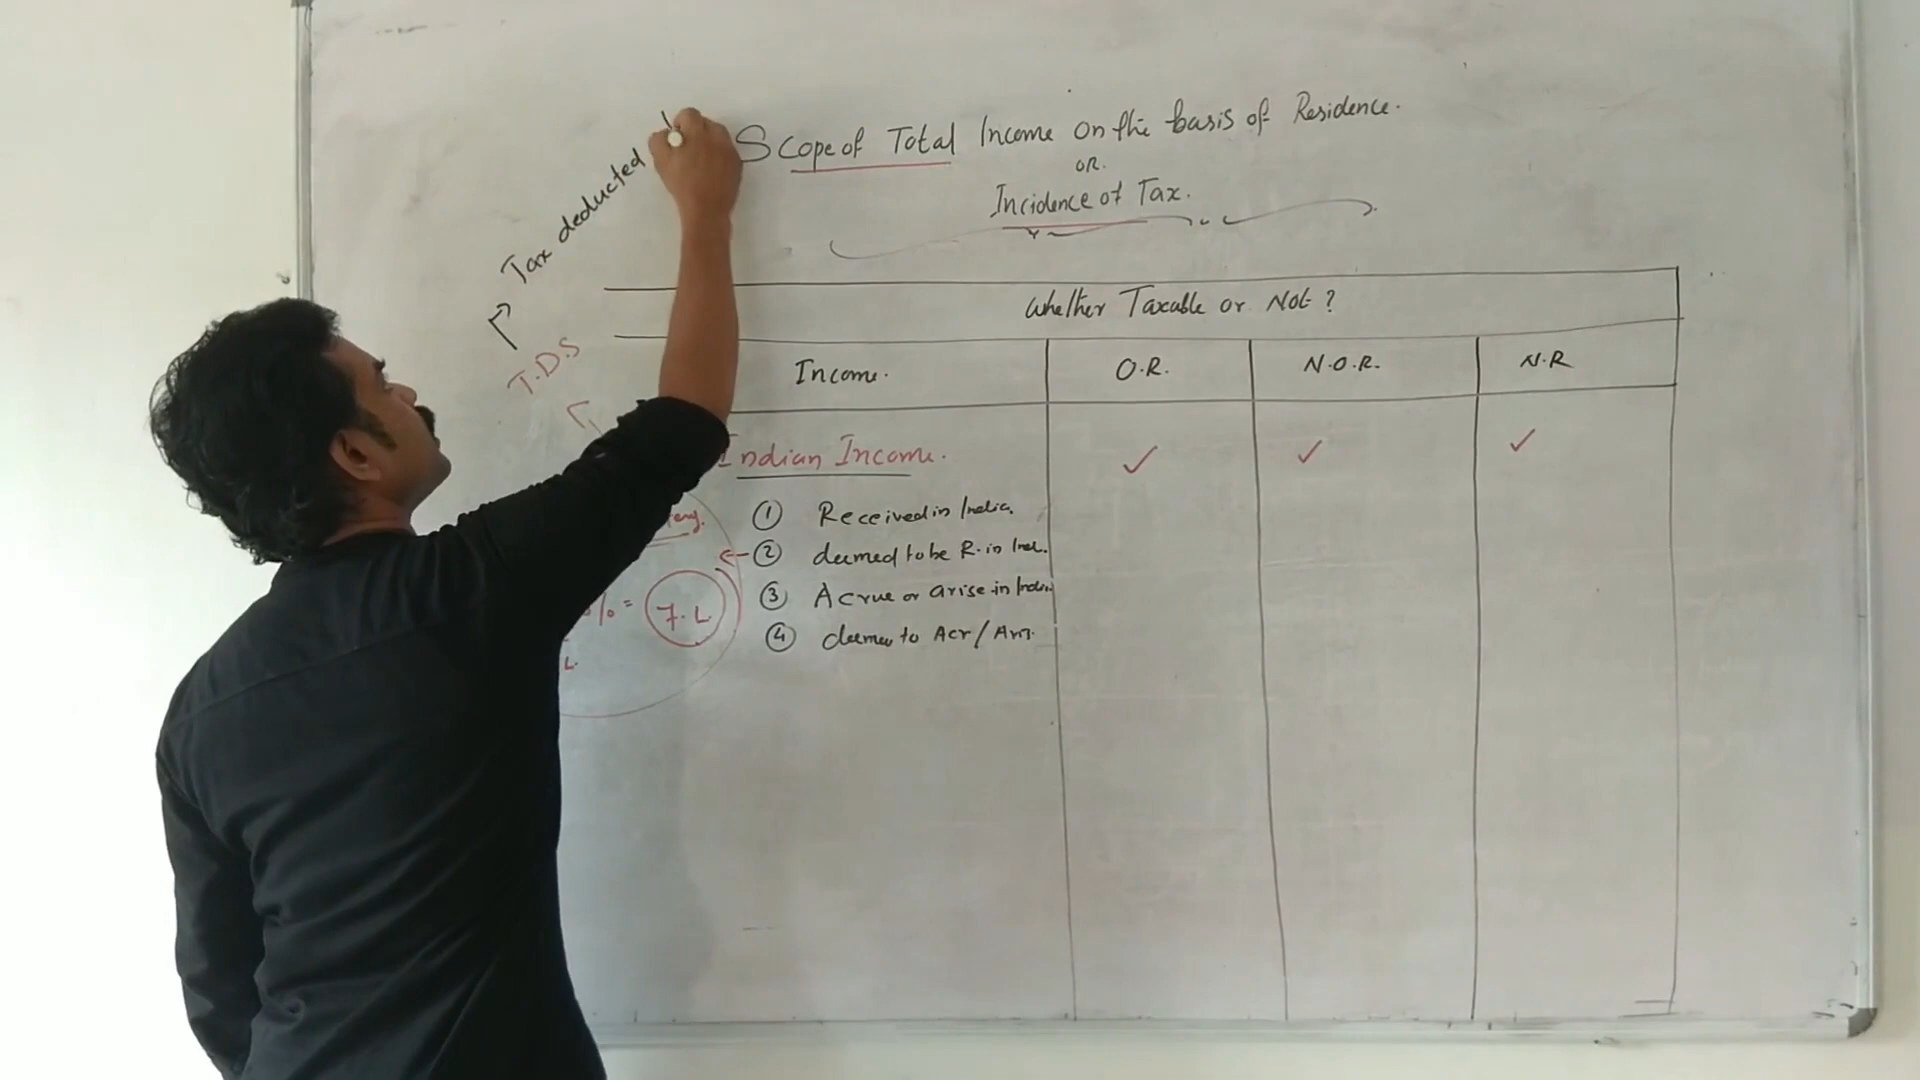 Scope of Total Income on the basis of Residence.
OR.
Incidence of Tax.
Tax deducted
T.D.S
Whether Taxable or Not?
Income. O.R. N.O.R. N.R
Indian Income. ✓ ✓ ✓
① Received in India.
② deemed to be R. in Ind.
③ Acrue or arise in India
④ deemed to Acr/Ari.
% = 7.L.
L.